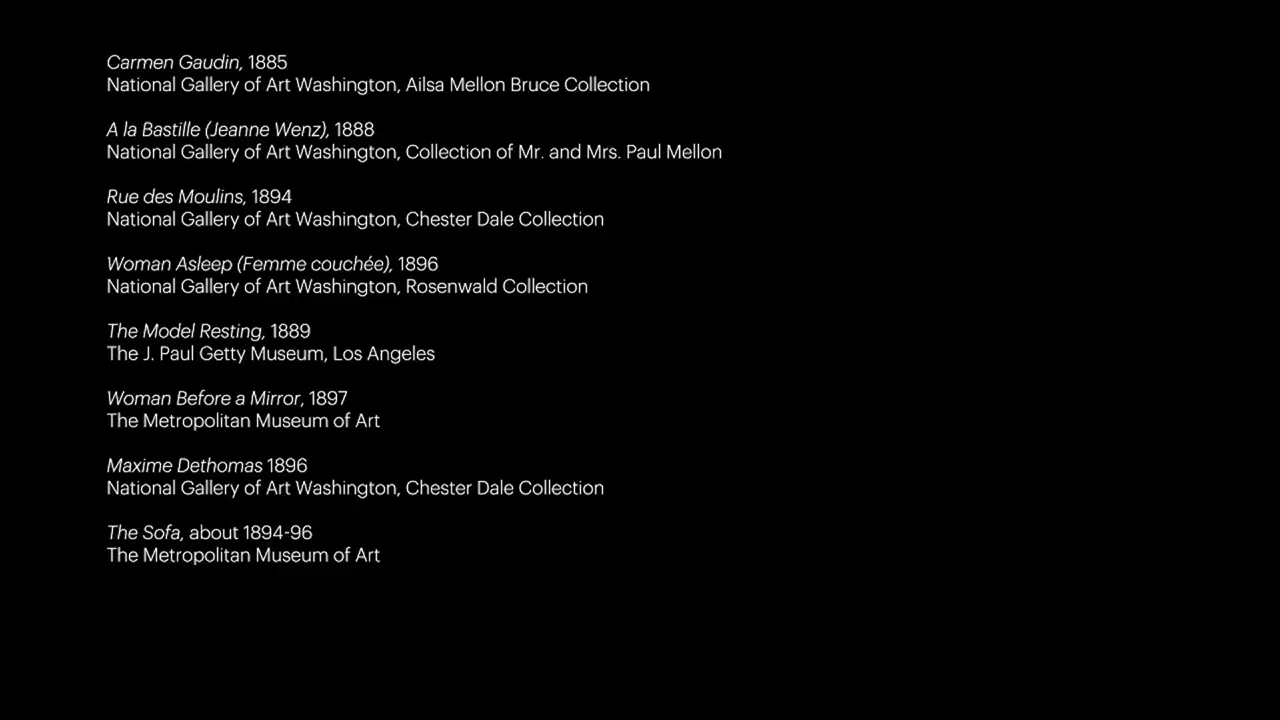 Carmen Gaudin, 1885
National Gallery of Art Washington, Ailsa Mellon Bruce Collection
A la Bastille (Jeanne Wenz), 1888
National Gallery of Art Washington, Collection of Mr. and Mrs. Paul Mellon
Rue des Moulins, 1894
National Gallery of Art Washington, Chester Dale Collection
Woman Asleep (Femme couchée), 1896
National Gallery of Art Washington, Rosenwald Collection
The Model Resting, 1889
The J. Paul Getty Museum, Los Angeles
Woman Before a Mirror, 1897
The Metropolitan Museum of Art
Maxime Dethomas 1896
National Gallery of Art Washington, Chester Dale Collection
The Sofa, about 1894-96
The Metropolitan Museum of Art